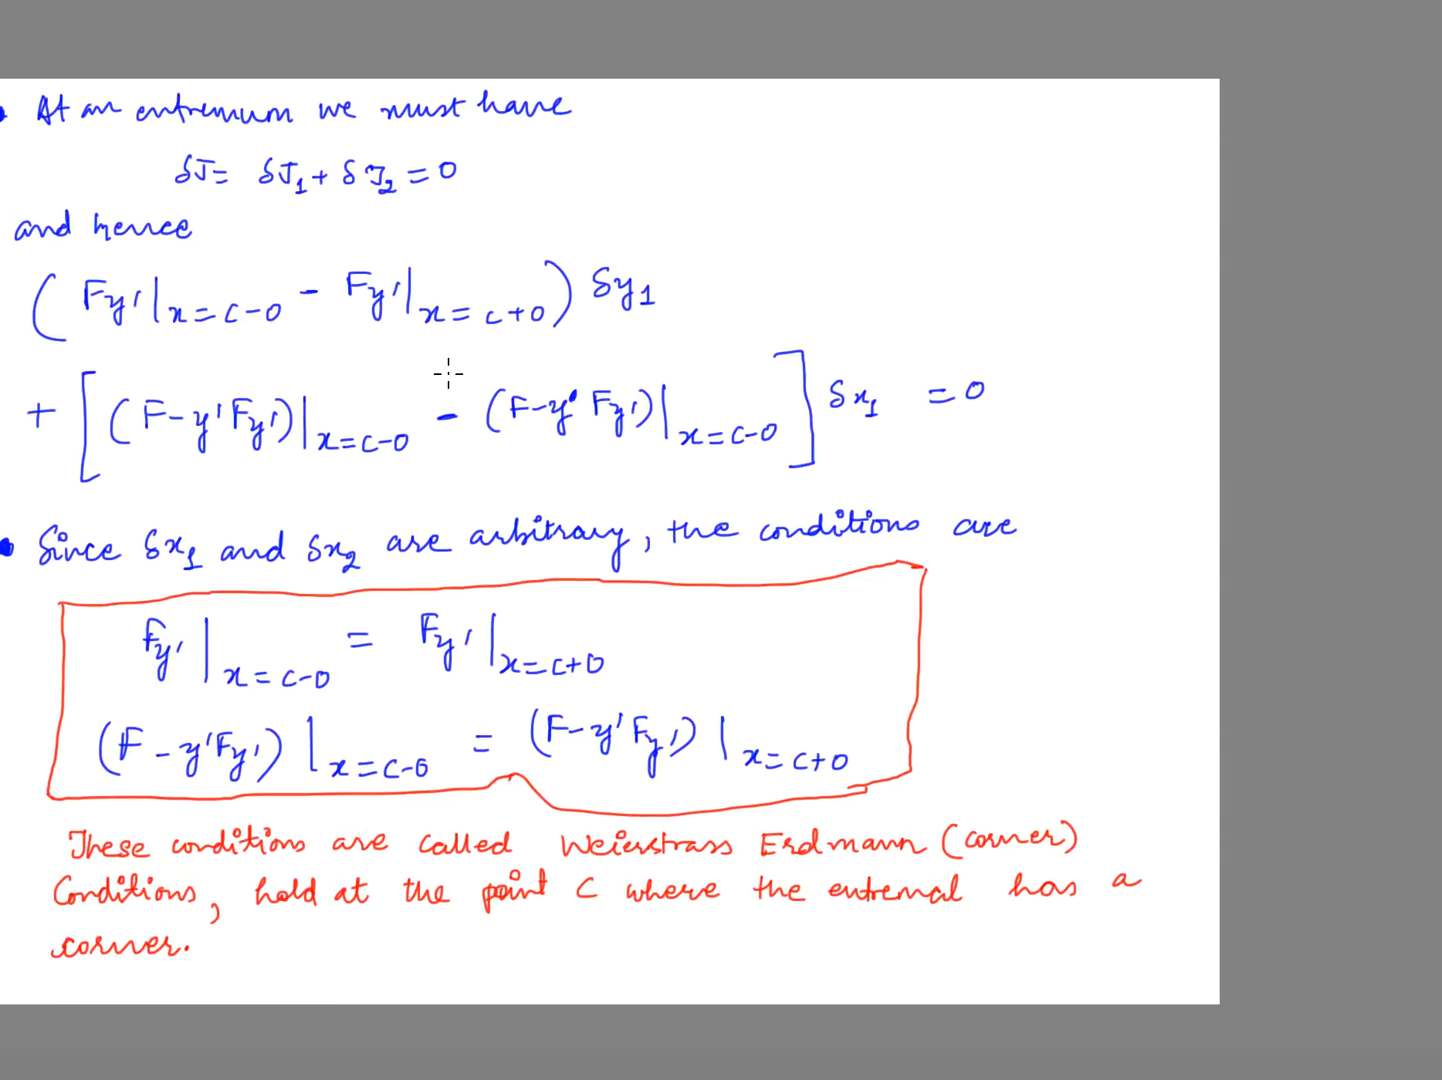 • At an extremum we must have
δJ = δJ₁ + δJ₂ = 0
and hence
( Fy'|x=c-0 - Fy'|x=c+0 ) δy₁
+ [ (F-y'Fy')|x=c-0 - (F-y'Fy')|x=c-0 ] δx₁ = 0
• Since δx₁ and δx₂ are arbitrary, the conditions are
fy'|x=c-0 = Fy'|x=c+0
(F-y'Fy')|x=c-0 = (F-y'Fy')|x=c+0
These conditions are called Weierstrass Erdmann (corner)
Conditions, hold at the point C where the extremal has a
corner.